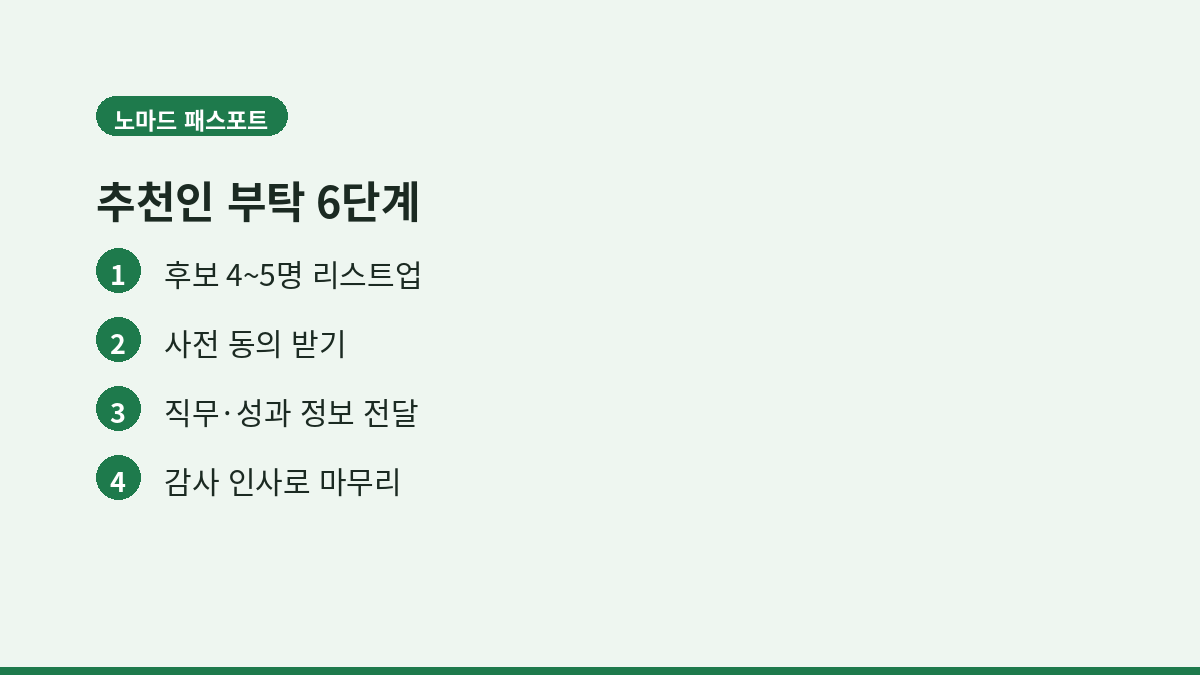 노마드 패스포트
추천인 부탁 6단계
1 후보 4~5명 리스트업
2 사전 동의 받기
3 직무·성과 정보 전달
4 감사 인사로 마무리